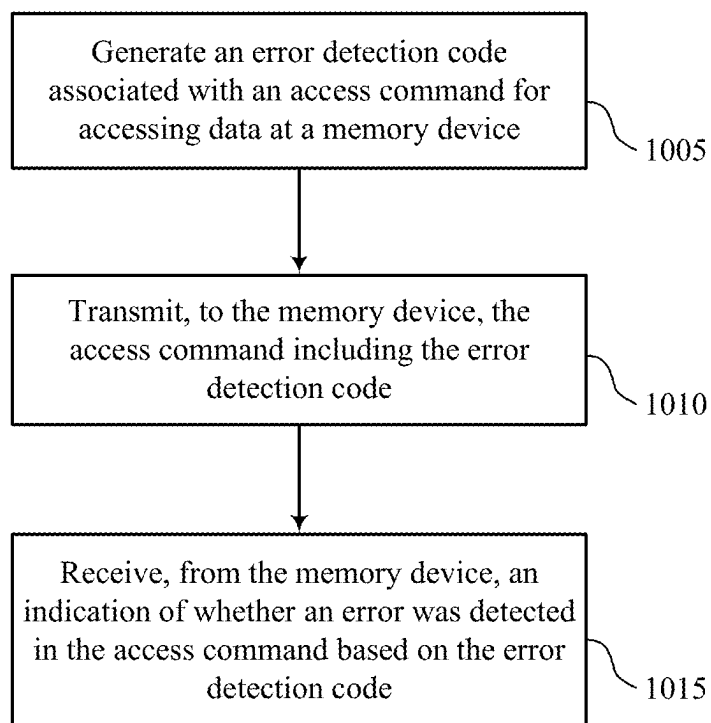 Generate an error detection code
associated with an access command for
accessing data at a memory device
1005
Transmit, to the memory device, the
access command including the error
detection code
1010
Receive, from the memory device, an
indication of whether an error was detected
in the access command based on the error
detection code
1015